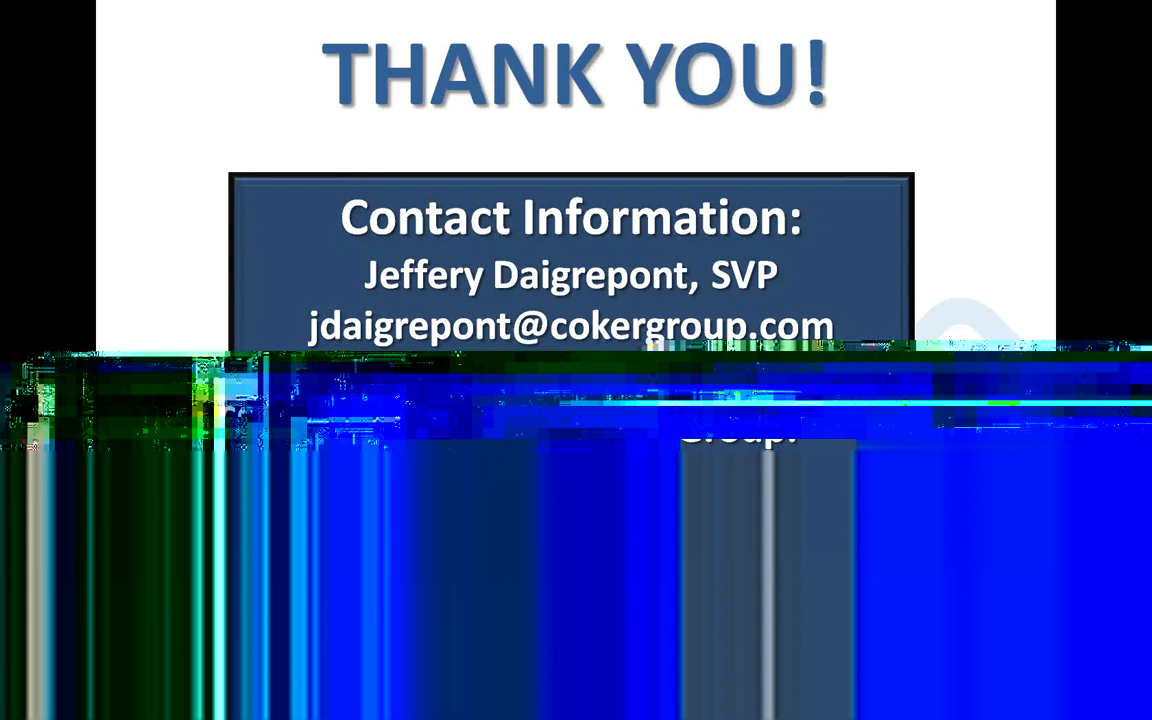 THANK YOU!
Contact Information:
Jeffery Daigrepont, SVP
jdaigrepont@cokergroup.com